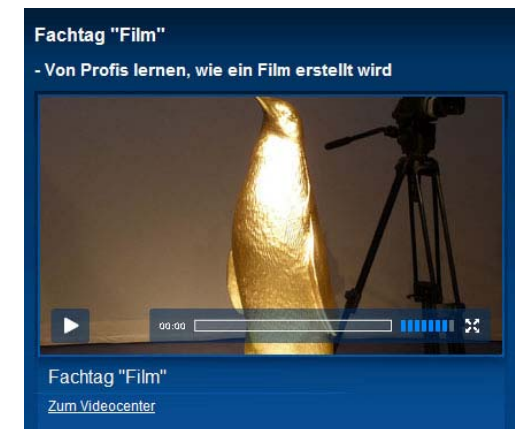 Fachtag "Film"
- Von Profis lernen, wie ein Film erstellt wird
00:00
Fachtag "Film"
Zum Videocenter